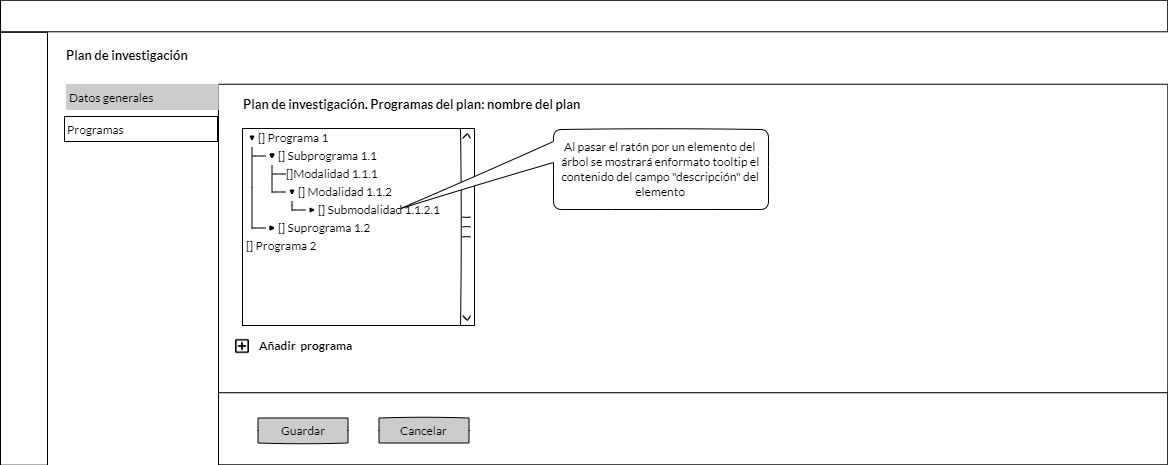 Plan de investigación
Datos generales
Programas
Plan de investigación. Programas del plan: nombre del plan
[] Programa 1
[] Subprograma 1.1
[]Modalidad 1.1.1
[] Modalidad 1.1.2
[] Submodalidad 1.1.2.1
[] Suprograma 1.2
[] Programa 2
Al pasar el ratón por un elemento del
árbol se mostrará enformato tooltip el
contenido del campo "descripción" del
elemento
Añadir programa
Guardar
Cancelar